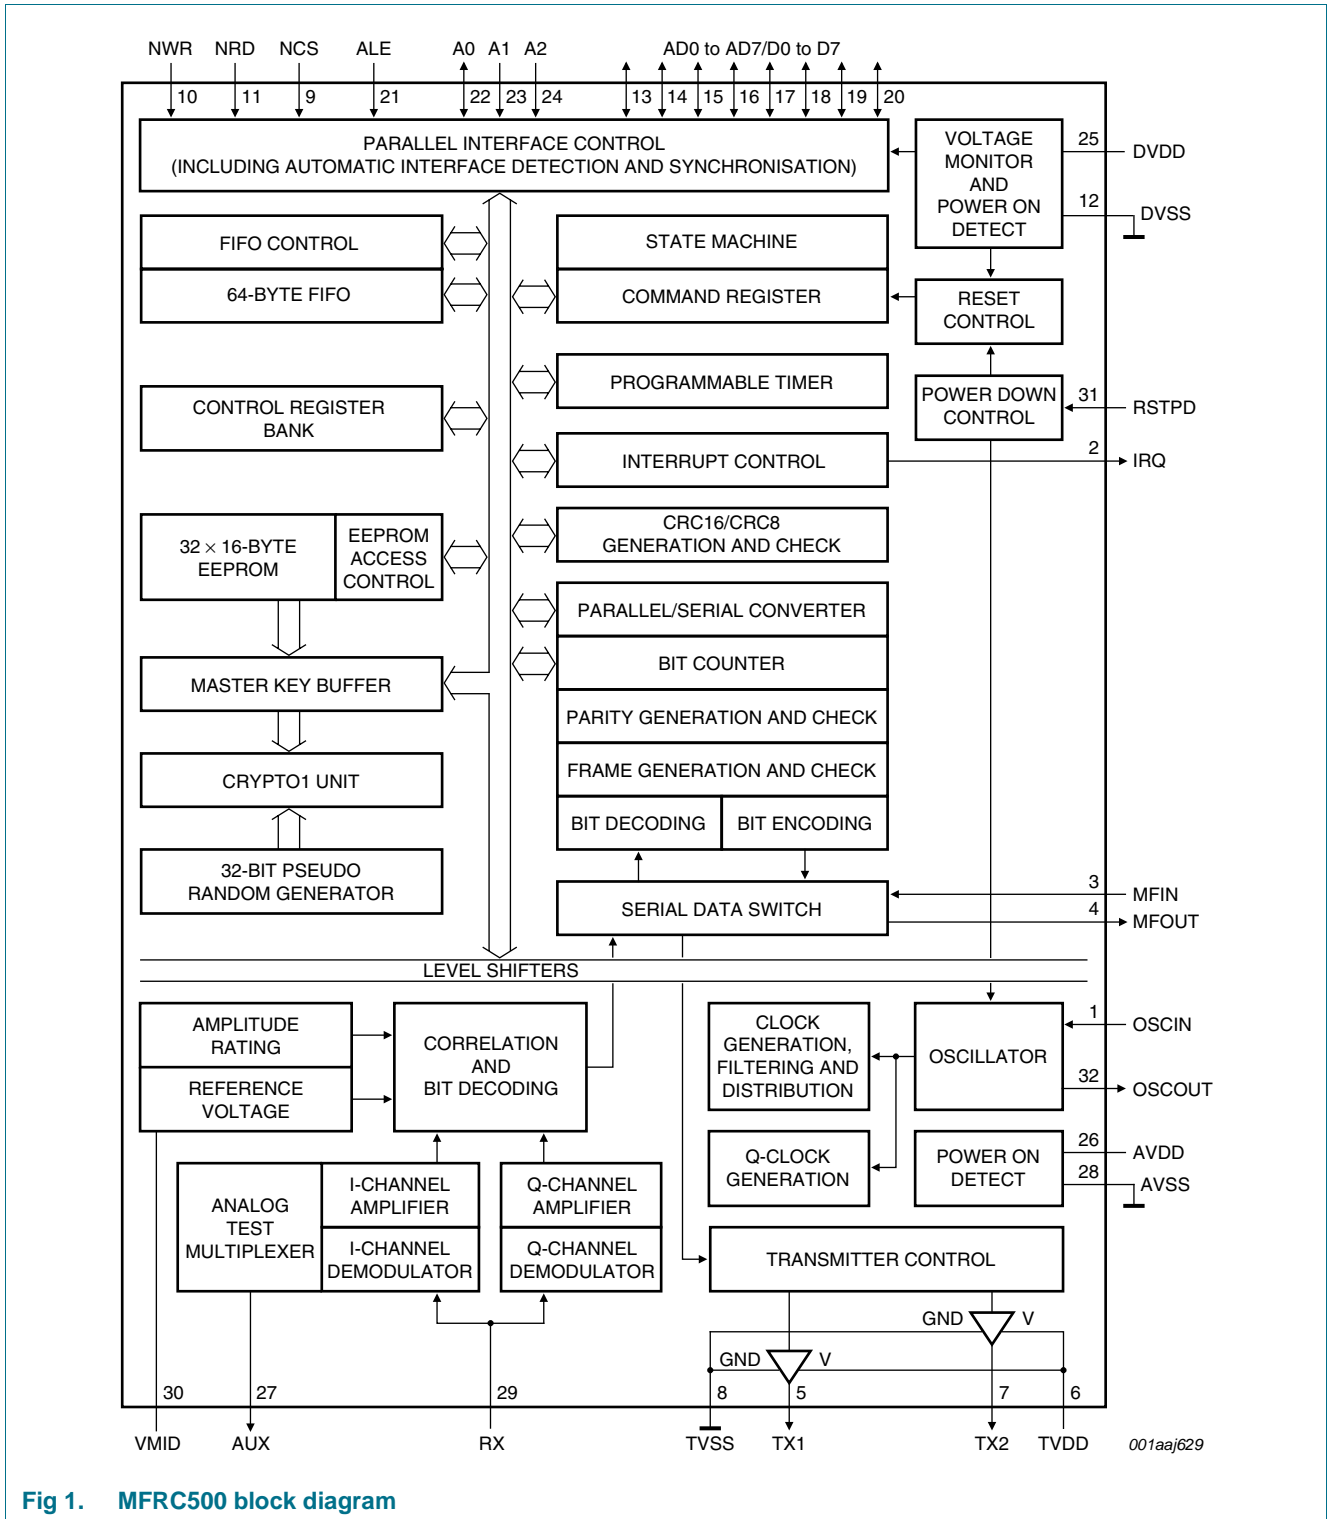 NWR NRD NCS ALE A0 A1 A2 AD0 to AD7/D0 to D7
10 11 9 21 22 23 24 13 14 15 16 17 18 19 20
PARALLEL INTERFACE CONTROL
(INCLUDING AUTOMATIC INTERFACE DETECTION AND SYNCHRONISATION)
VOLTAGE
MONITOR
AND
POWER ON
DETECT
25
DVDD
12
DVSS
FIFO CONTROL
64-BYTE FIFO
STATE MACHINE
COMMAND REGISTER
RESET
CONTROL
PROGRAMMABLE TIMER
POWER DOWN
CONTROL
31
RSTPD
CONTROL REGISTER
BANK
INTERRUPT CONTROL
2
IRQ
32 × 16-BYTE
EEPROM
EEPROM
ACCESS
CONTROL
CRC16/CRC8
GENERATION AND CHECK
PARALLEL/SERIAL CONVERTER
BIT COUNTER
MASTER KEY BUFFER
PARITY GENERATION AND CHECK
FRAME GENERATION AND CHECK
CRYPTO1 UNIT
BIT DECODING
BIT ENCODING
32-BIT PSEUDO
RANDOM GENERATOR
SERIAL DATA SWITCH
3
MFIN
4
MFOUT
LEVEL SHIFTERS
AMPLITUDE
RATING
REFERENCE
VOLTAGE
CORRELATION
AND
BIT DECODING
CLOCK
GENERATION,
FILTERING AND
DISTRIBUTION
OSCILLATOR
1
OSCIN
32
OSCOUT
Q-CLOCK
GENERATION
POWER ON
DETECT
26
AVDD
28
AVSS
ANALOG
TEST
MULTIPLEXER
I-CHANNEL
AMPLIFIER
I-CHANNEL
DEMODULATOR
Q-CHANNEL
AMPLIFIER
Q-CHANNEL
DEMODULATOR
TRANSMITTER CONTROL
GND V
GND V
30 27 29 8 5 7 6
VMID AUX RX TVSS TX1 TX2 TVDD
001aaj629
Fig 1. MFRC500 block diagram